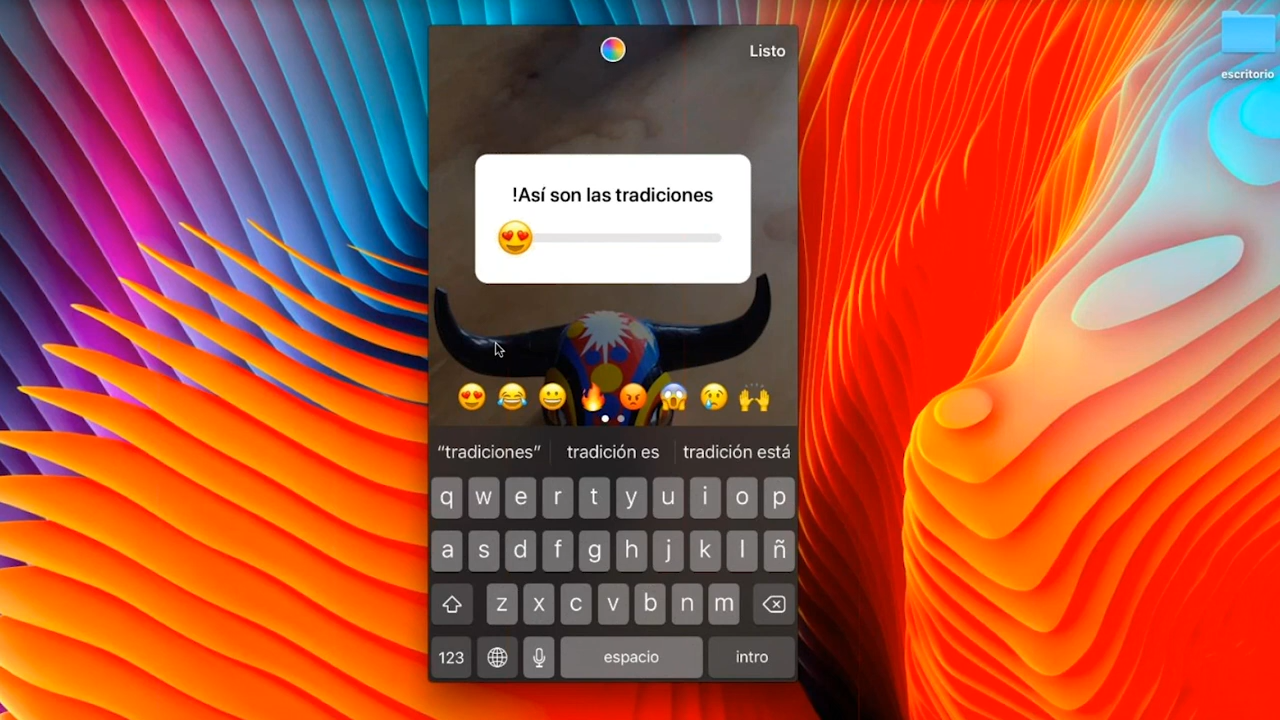 Listo
escritorio
!Así son las tradiciones
“tradiciones” tradición es tradición está
q w e r t y u i o p
a s d f g h j k l ñ
z x c v b n m
123 espacio intro